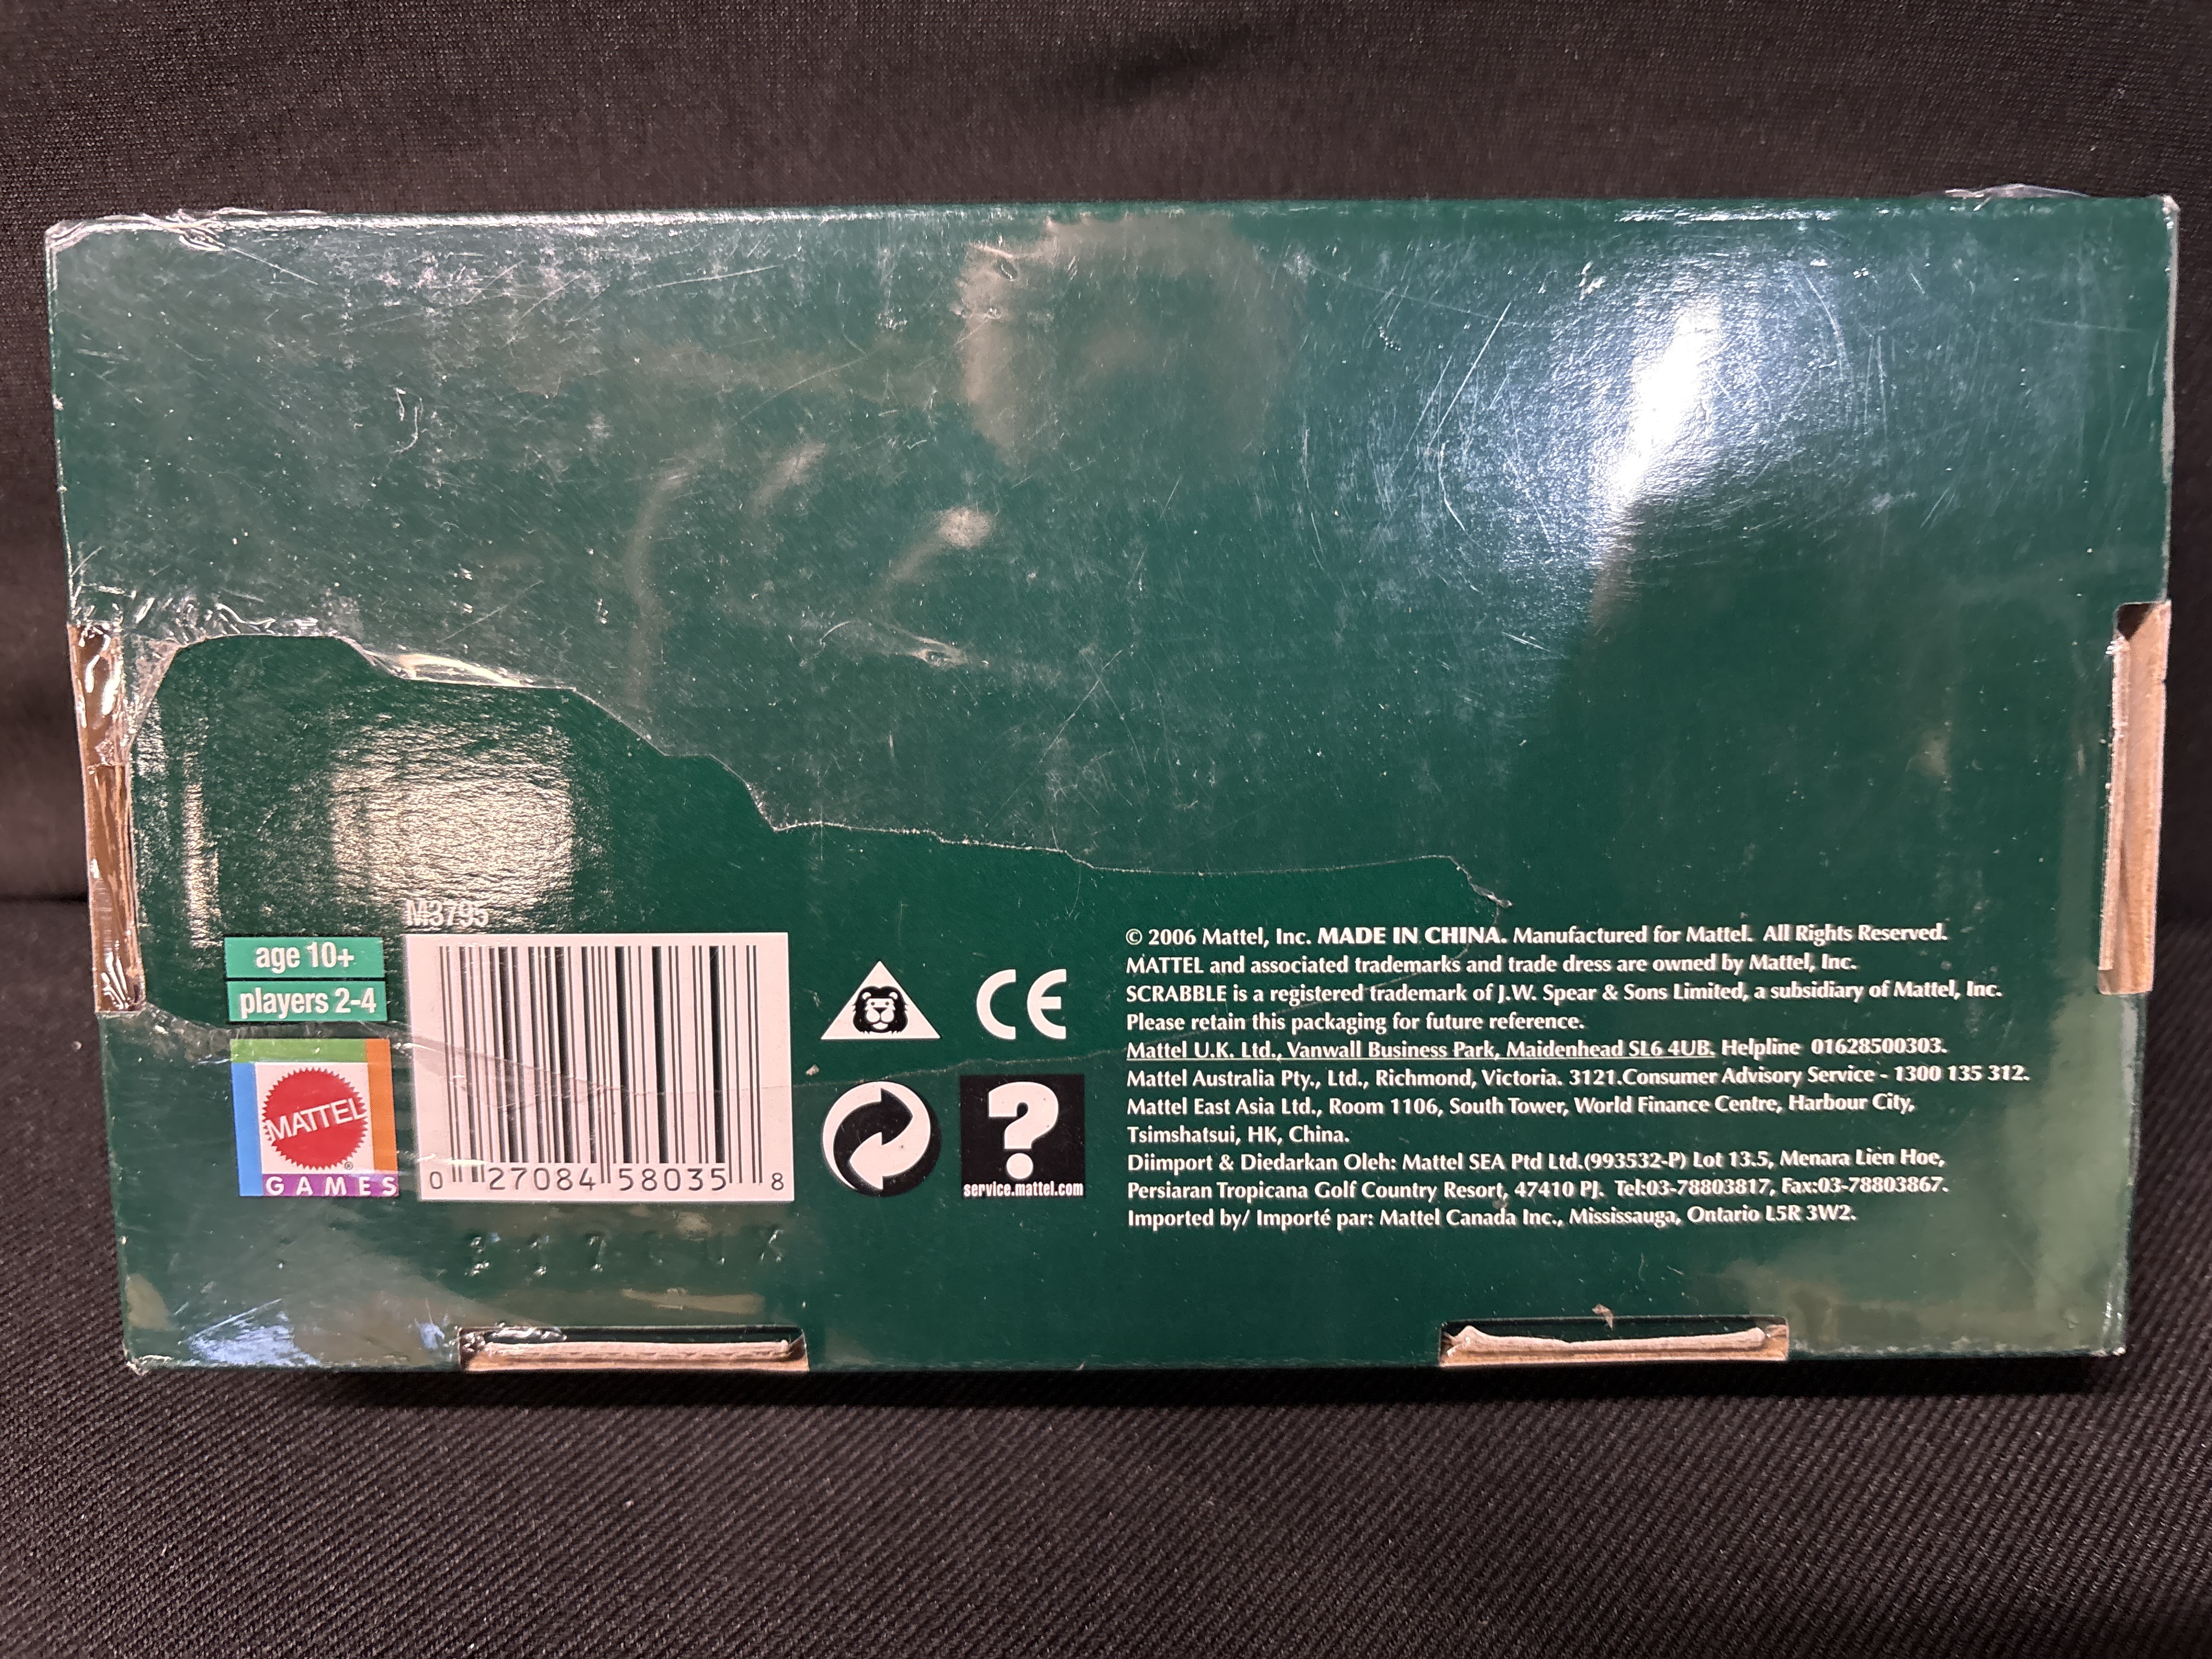 M3795
age 10+
players 2-4
MATTEL
®
GAMES
0 27084 58035 8
CE
?
service.mattel.com
© 2006 Mattel, Inc. MADE IN CHINA. Manufactured for Mattel. All Rights Reserved.
MATTEL and associated trademarks and trade dress are owned by Mattel, Inc.
SCRABBLE is a registered trademark of J.W. Spear & Sons Limited, a subsidiary of Mattel, Inc.
Please retain this packaging for future reference.
Mattel U.K. Ltd., Vanwall Business Park, Maidenhead SL6 4UB. Helpline 01628500303.
Mattel Australia Pty., Ltd., Richmond, Victoria. 3121.Consumer Advisory Service - 1300 135 312.
Mattel East Asia Ltd., Room 1106, South Tower, World Finance Centre, Harbour City,
Tsimshatsui, HK, China.
Diimport & Diedarkan Oleh: Mattel SEA Ptd Ltd.(993532-P) Lot 13.5, Menara Lien Hoe,
Persiaran Tropicana Golf Country Resort, 47410 PJ. Tel:03-78803817, Fax:03-78803867.
Imported by/ Importé par: Mattel Canada Inc., Mississauga, Ontario L5R 3W2.